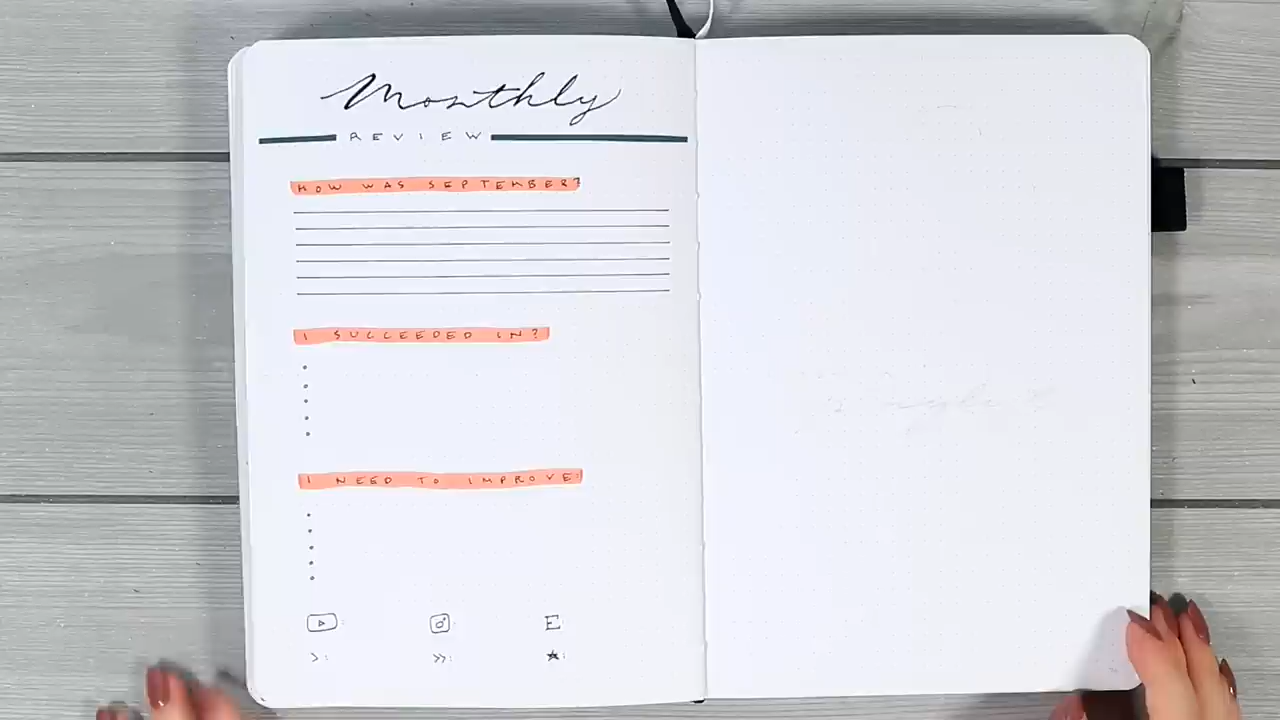 Monthly
REVIEW
HOW WAS SEPTEMBER?
I SUCCEEDED IN?
I NEED TO IMPROVE:
E :
> : >> : ★ :